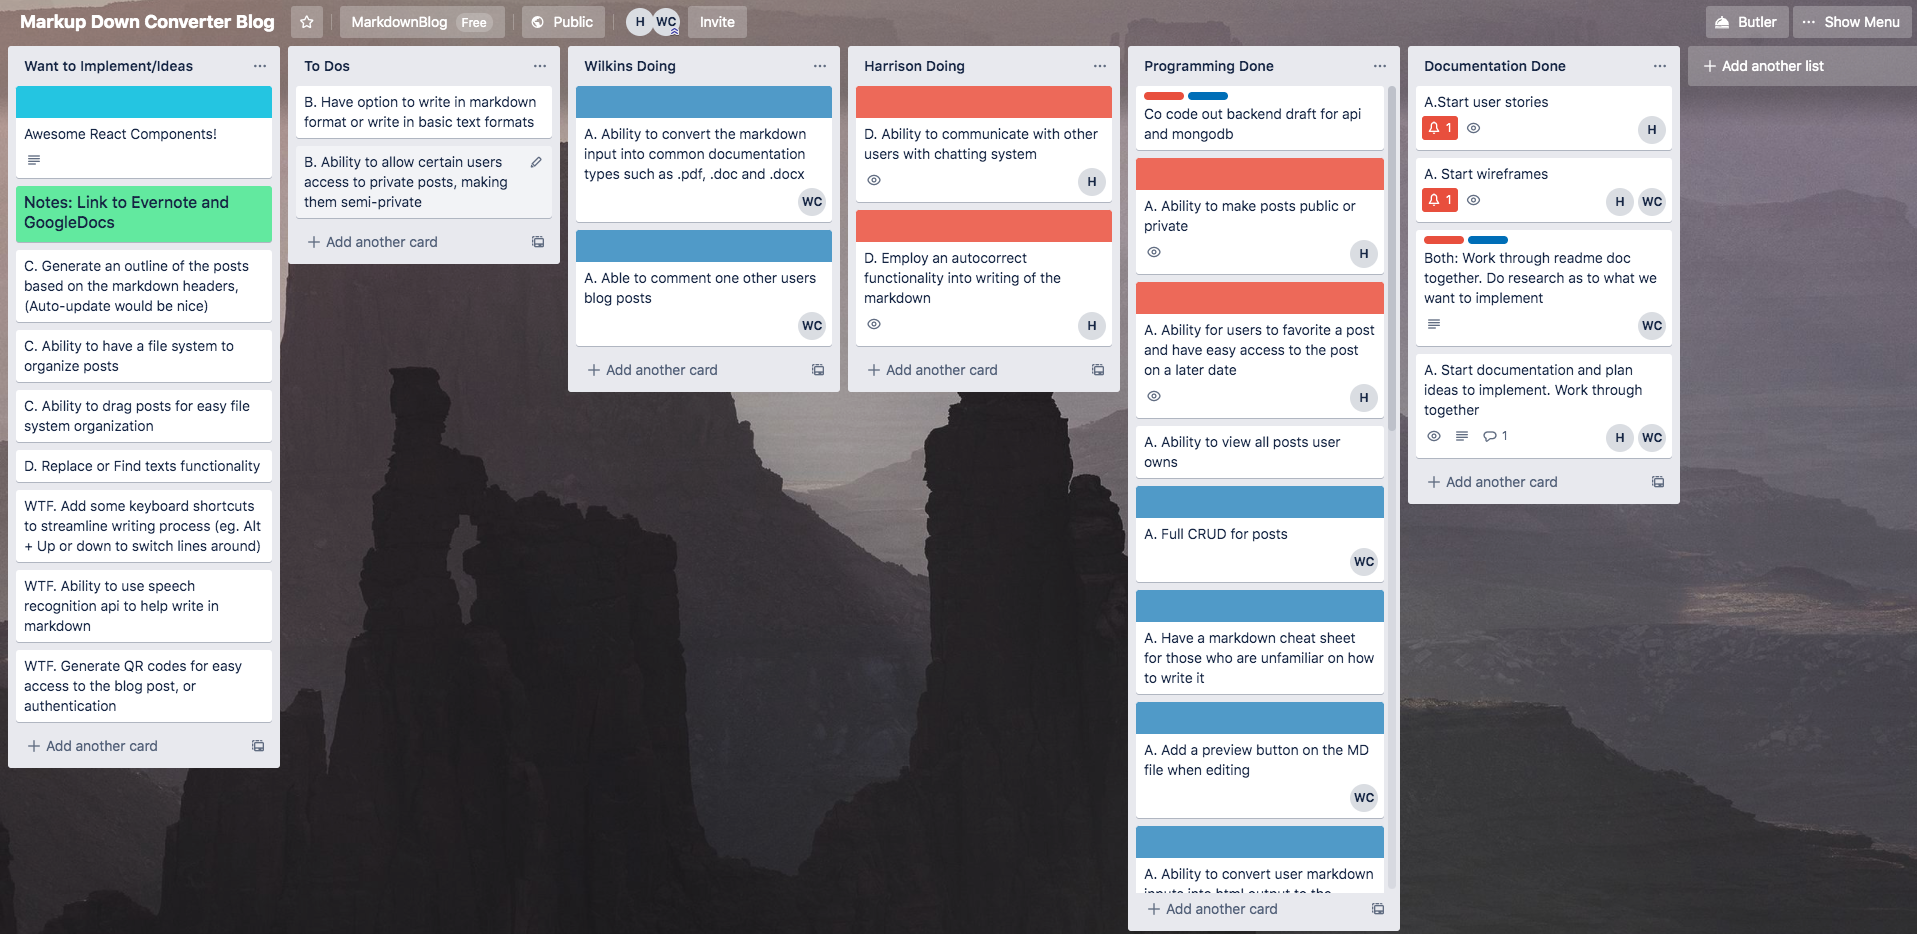 Markup Down Converter Blog
MarkdownBlog Free
Public
H
WC
Invite
Butler
··· Show Menu
Want to Implement/Ideas
Awesome React Components!
Notes: Link to Evernote and
GoogleDocs
C. Generate an outline of the posts
based on the markdown headers,
(Auto-update would be nice)
C. Ability to have a file system to
organize posts
C. Ability to drag posts for easy file
system organization
D. Replace or Find texts functionality
WTF. Add some keyboard shortcuts
to streamline writing process (eg. Alt
+ Up or down to switch lines around)
WTF. Ability to use speech
recognition api to help write in
markdown
WTF. Generate QR codes for easy
access to the blog post, or
authentication
+ Add another card
To Dos
B. Have option to write in markdown
format or write in basic text formats
B. Ability to allow certain users
access to private posts, making
them semi-private
+ Add another card
Wilkins Doing
A. Ability to convert the markdown
input into common documentation
types such as .pdf, .doc and .docx
WC
A. Able to comment one other users
blog posts
WC
+ Add another card
Harrison Doing
D. Ability to communicate with other
users with chatting system
H
D. Employ an autocorrect
functionality into writing of the
markdown
H
+ Add another card
Programming Done
Co code out backend draft for api
and mongodb
A. Ability to make posts public or
private
H
A. Ability for users to favorite a post
and have easy access to the post
on a later date
H
A. Ability to view all posts user
owns
A. Full CRUD for posts
WC
A. Have a markdown cheat sheet
for those who are unfamiliar on how
to write it
A. Add a preview button on the MD
file when editing
WC
A. Ability to convert user markdown
inputs into html output to the
+ Add another card
Documentation Done
A.Start user stories
1
H
A. Start wireframes
1
H WC
Both: Work through readme doc
together. Do research as to what we
want to implement
WC
A. Start documentation and plan
ideas to implement. Work through
together
1
H WC
+ Add another card
+ Add another list